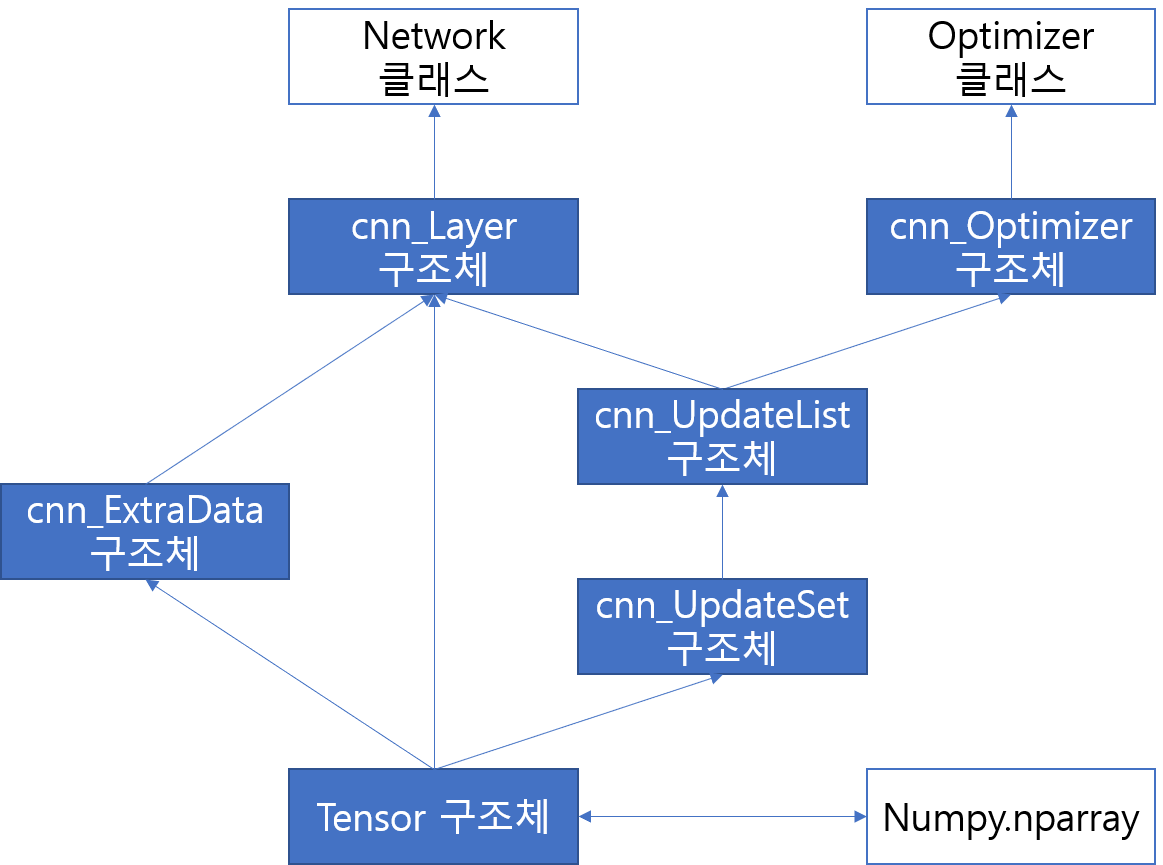 Network
클래스
Optimizer
클래스
cnn_Layer
구조체
cnn_Optimizer
구조체
cnn_UpdateList
구조체
cnn_ExtraData
구조체
cnn_UpdateSet
구조체
Tensor 구조체
Numpy.nparray